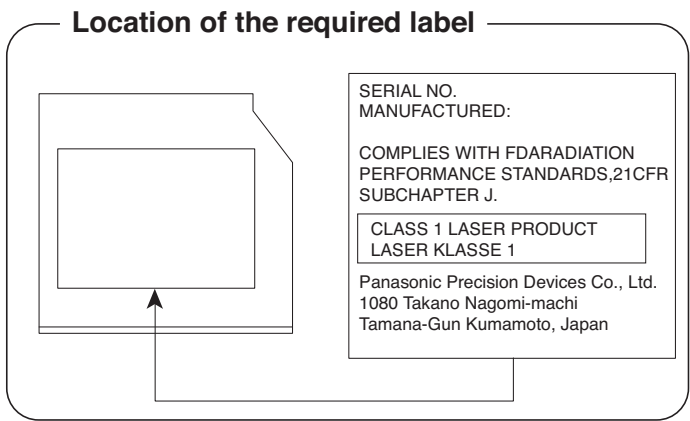 Location of the required label
SERIAL NO.
MANUFACTURED:
COMPLIES WITH FDARADIATION
PERFORMANCE STANDARDS,21CFR
SUBCHAPTER J.
CLASS 1 LASER PRODUCT
LASER KLASSE 1
Panasonic Precision Devices Co., Ltd.
1080 Takano Nagomi-machi
Tamana-Gun Kumamoto, Japan